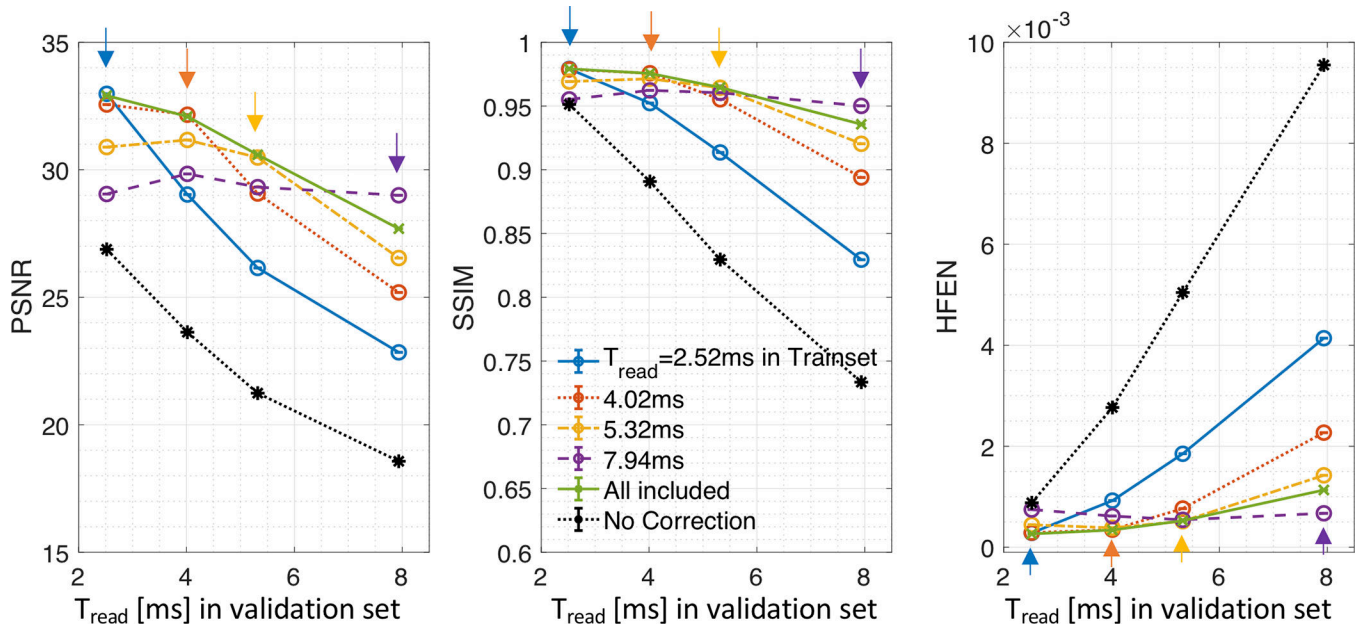 35
30
25
20
15
PSNR
2 4 6 8
T_read [ms] in validation set
1
0.95
0.9
0.85
0.8
0.75
0.7
0.65
0.6
SSIM
T_read=2.52ms in Trainset
4.02ms
5.32ms
7.94ms
All included
No Correction
2 4 6 8
T_read [ms] in validation set
×10^-3
10
8
6
4
2
0
HFEN
2 4 6 8
T_read [ms] in validation set